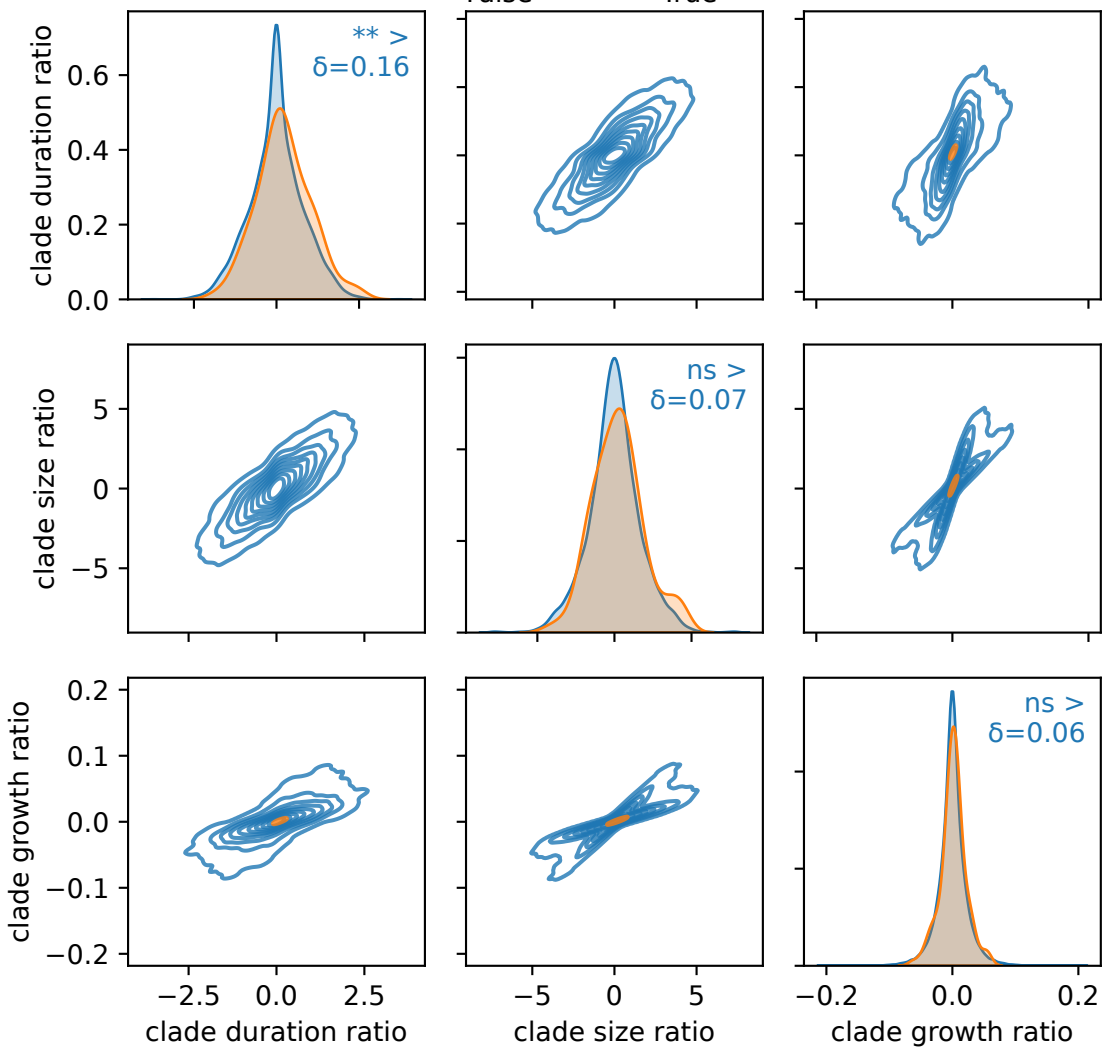 0.6
0.4
0.2
0.0
clade duration ratio
** >
δ=0.16
5
0
−5
clade size ratio
ns >
δ=0.07
0.2
0.1
0.0
−0.1
−0.2
clade growth ratio
ns >
δ=0.06
−2.5 0.0 2.5
clade duration ratio
−5 0 5
clade size ratio
−0.2 0.0 0.2
clade growth ratio